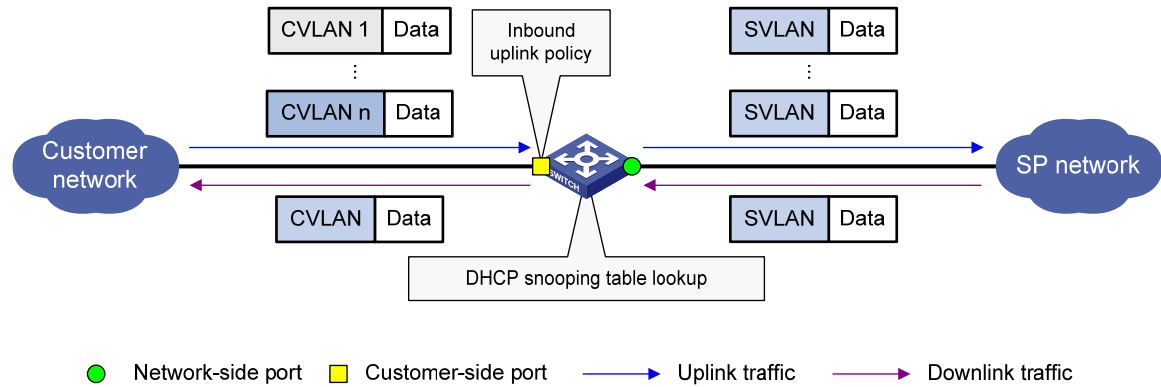 CVLAN 1 Data
Inbound
uplink policy
SVLAN Data
...
...
CVLAN n Data
SVLAN Data
Customer
network
SWITCH
SP network
CVLAN Data
SVLAN Data
DHCP snooping table lookup
Network-side port
Customer-side port
Uplink traffic
Downlink traffic